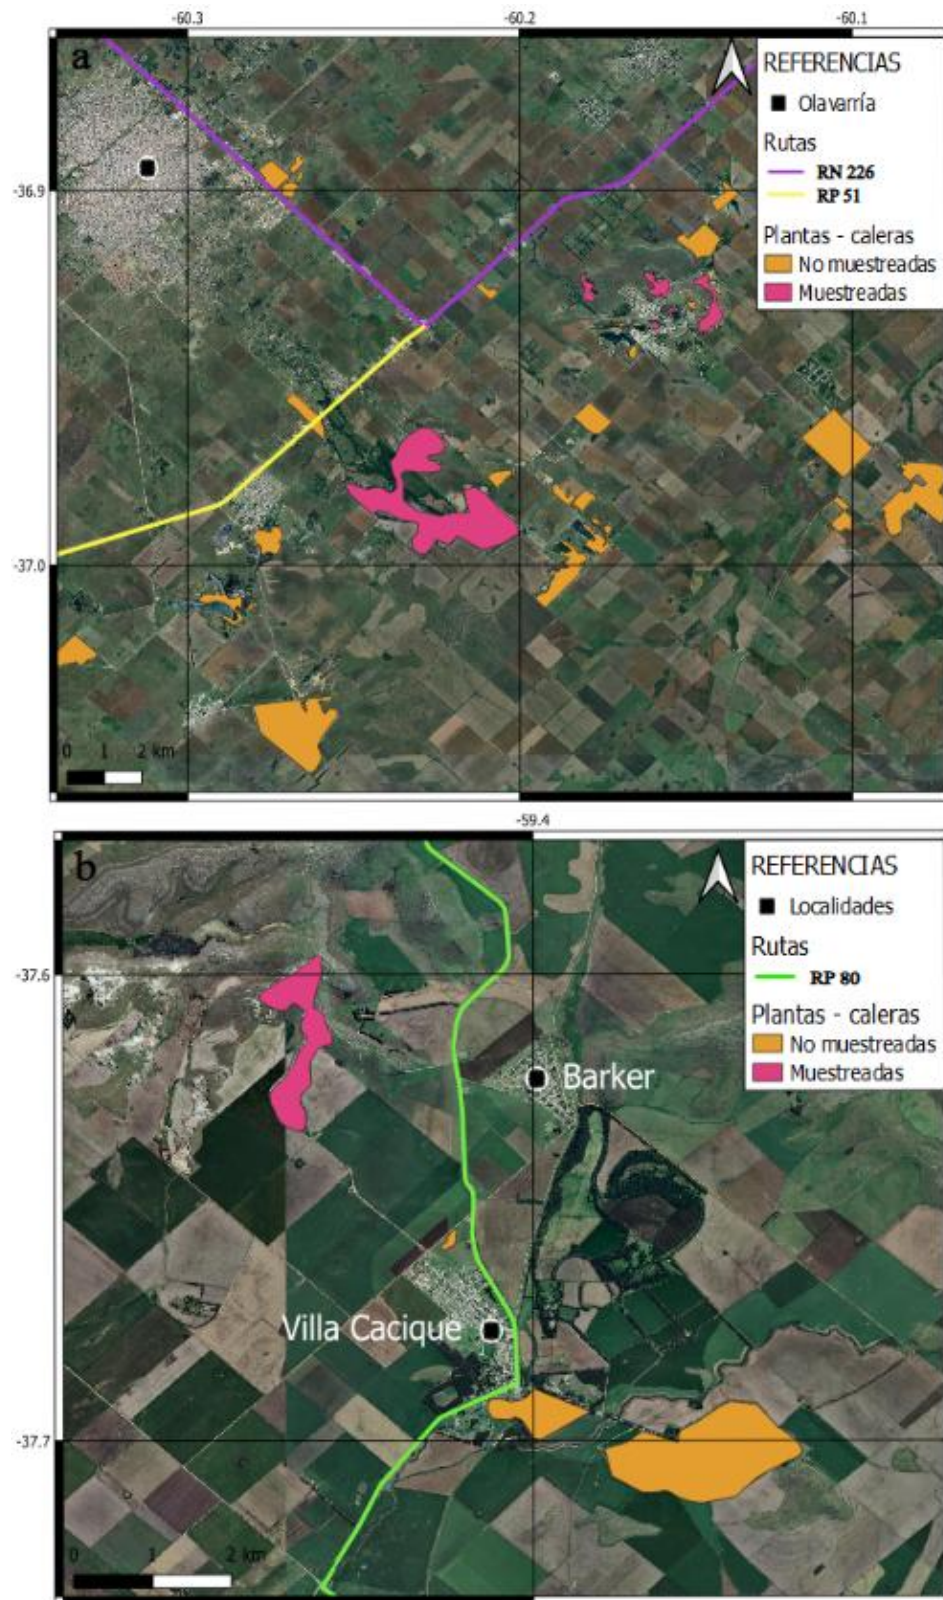 -60.3 -60.2 -60.1
a
REFERENCIAS
Olavarría
Rutas
RN 226
RP 51
Plantas - caleras
No muestreadas
Muestreadas
-36.9
-37.0
0 1 2 km
-59.4
b
REFERENCIAS
Localidades
Rutas
RP 80
Plantas - caleras
No muestreadas
Muestreadas
-37.6
Barker
Villa Cacique
-37.7
0 1 2 km